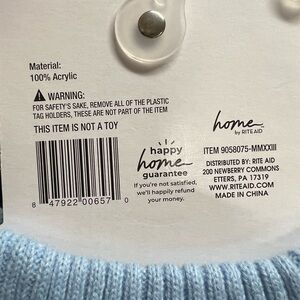 Material:
100% Acrylic
⚠ WARNING:
FOR SAFETY'S SAKE, REMOVE ALL OF THE PLASTIC
TAG HOLDERS, THESE ARE NOT PART OF THE ITEM
THIS ITEM IS NOT A TOY
8 47922 00657 0
happy
home
guarantee
If you're not satisfied,
we'll happily refund
your money.
home
by RITE AID
ITEM 9058075-MMXXIII
DISTRIBUTED BY: RITE AID
200 NEWBERRY COMMONS
ETTERS, PA 17319
WWW.RITEAID.COM
MADE IN CHINA